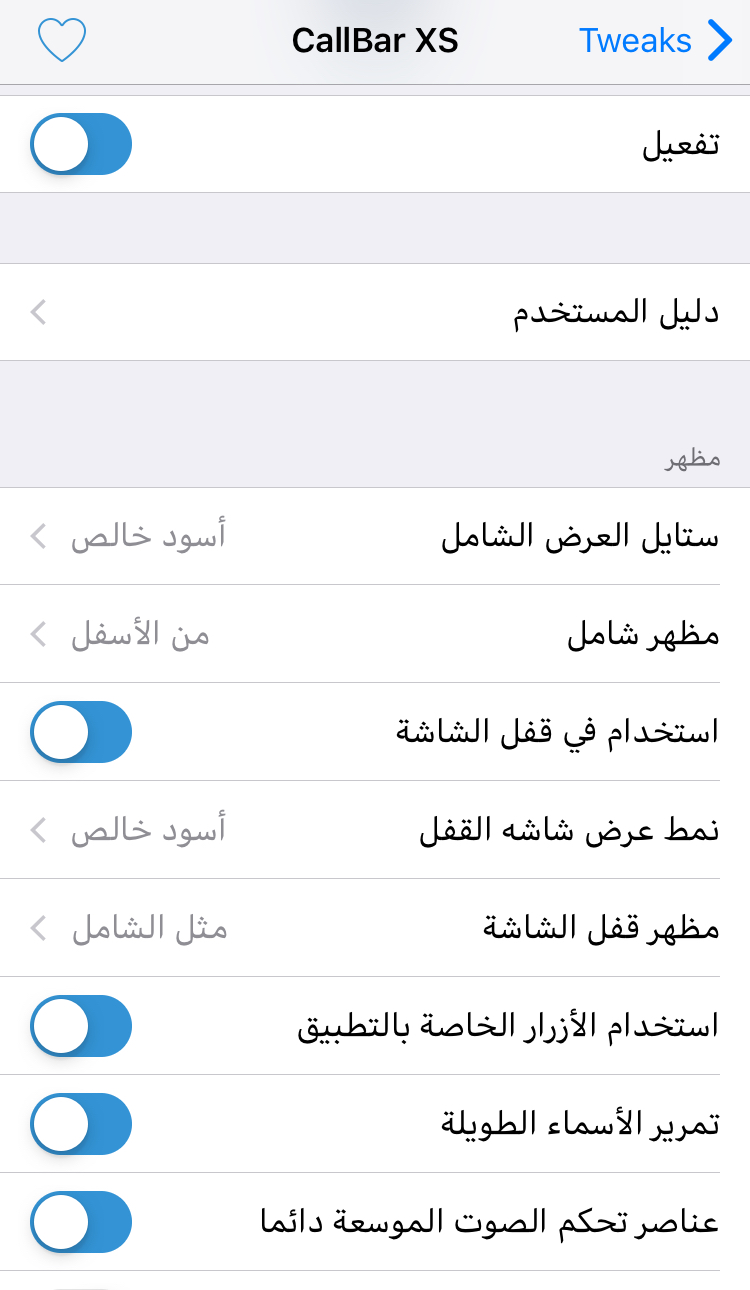 Tweaks
CallBar XS
تفعيل
دليل المستخدم
مظهر
ستايل العرض الشامل أسود خالص
مظهر شامل من الأسفل
استخدام في قفل الشاشة
نمط عرض شاشه القفل أسود خالص
مظهر قفل الشاشة مثل الشامل
استخدام الأزرار الخاصة بالتطبيق
تمرير الأسماء الطويلة
عناصر تحكم الصوت الموسعة دائما